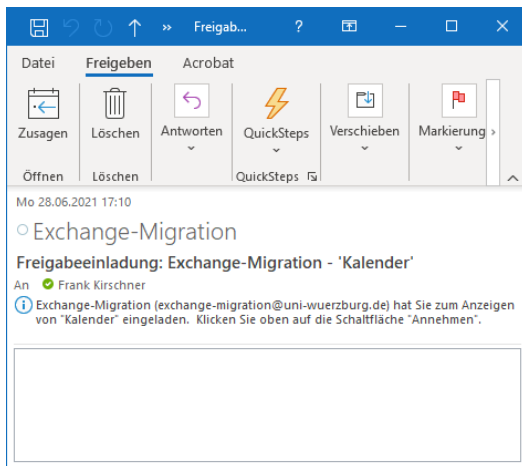 Freigab...
Datei Freigeben Acrobat
Zusagen Löschen Antworten QuickSteps Verschieben Markierung
Öffnen Löschen QuickSteps
Mo 28.06.2021 17:10
Exchange-Migration
Freigabeeinladung: Exchange-Migration - 'Kalender'
An Frank Kirschner
Exchange-Migration (exchange-migration@uni-wuerzburg.de) hat Sie zum Anzeigen
von "Kalender" eingeladen. Klicken Sie oben auf die Schaltfläche "Annehmen".